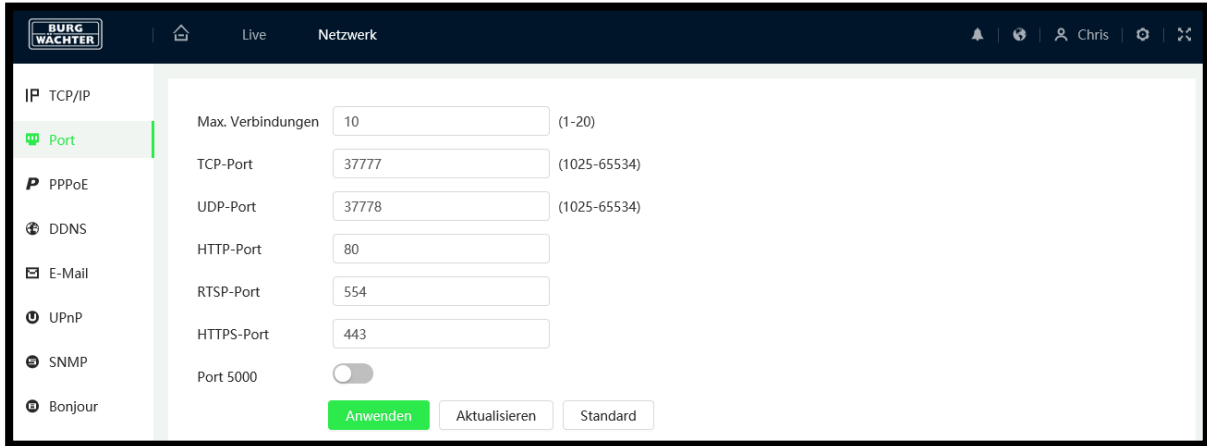 BURG
WÄCHTER
Live
Netzwerk
Chris
TCP/IP
Port
PPPoE
DDNS
E-Mail
UPnP
SNMP
Bonjour
Max. Verbindungen 10 (1-20)
TCP-Port 37777 (1025-65534)
UDP-Port 37778 (1025-65534)
HTTP-Port 80
RTSP-Port 554
HTTPS-Port 443
Port 5000
Anwenden Aktualisieren Standard